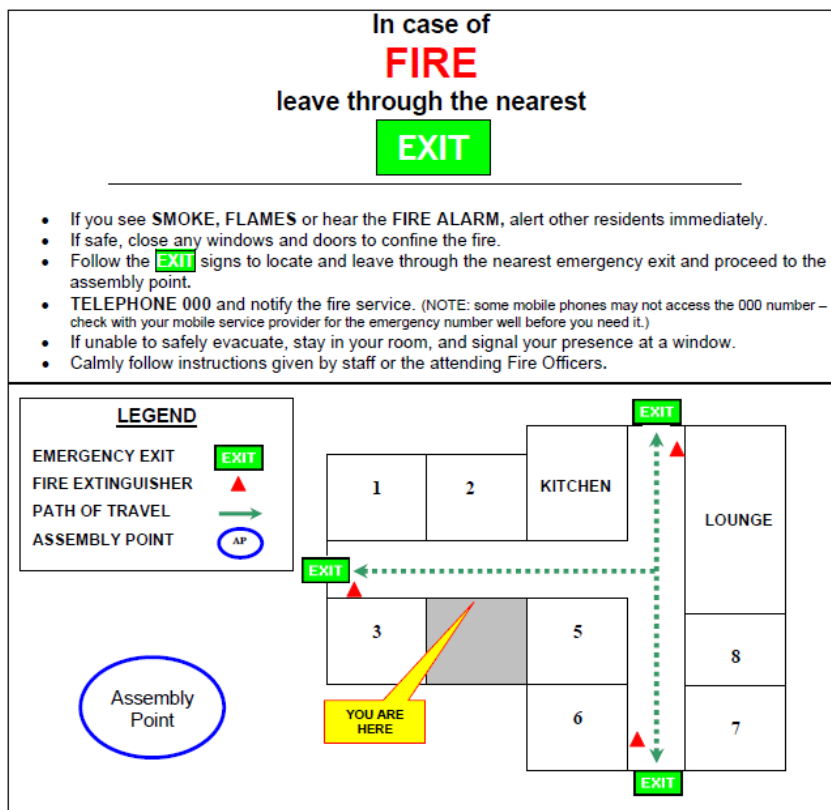 In case of
FIRE
leave through the nearest
EXIT
• If you see SMOKE, FLAMES or hear the FIRE ALARM, alert other residents immediately.
• If safe, close any windows and doors to confine the fire.
• Follow the EXIT signs to locate and leave through the nearest emergency exit and proceed to the
assembly point.
• TELEPHONE 000 and notify the fire service. (NOTE: some mobile phones may not access the 000 number –
check with your mobile service provider for the emergency number well before you need it.)
• If unable to safely evacuate, stay in your room, and signal your presence at a window.
• Calmly follow instructions given by staff or the attending Fire Officers.
LEGEND
EMERGENCY EXIT EXIT
FIRE EXTINGUISHER
PATH OF TRAVEL
ASSEMBLY POINT AP
EXIT
1 2 KITCHEN
LOUNGE
EXIT
3 5
8
Assembly
Point
YOU ARE
HERE
6 7
EXIT